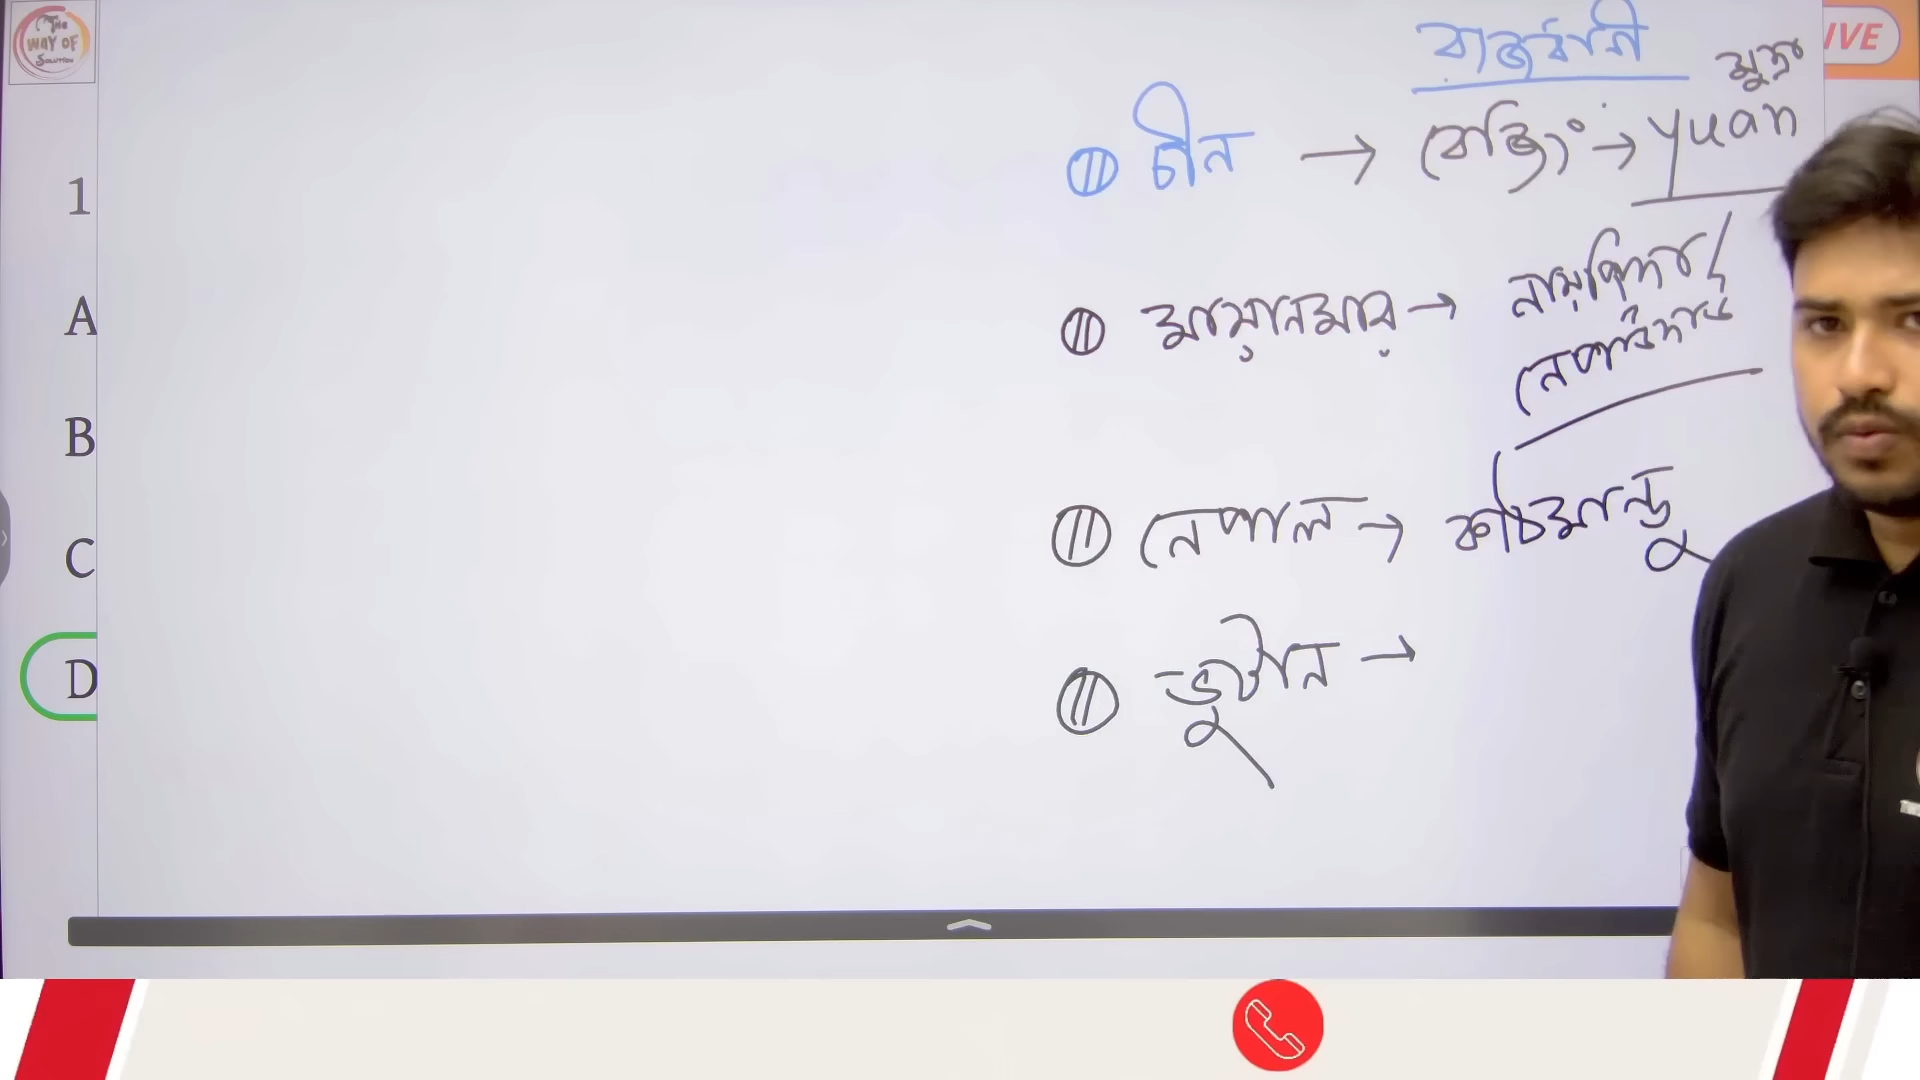 The
WAY OF
SOLUTION
IVE
রাজধানী
মুদ্রা
চীন → বেজিং → Yuan
মায়ানমার → নায়পিদাও/
নেপাল → কাঠমান্ডু
ভুটান →
1
A
B
C
D